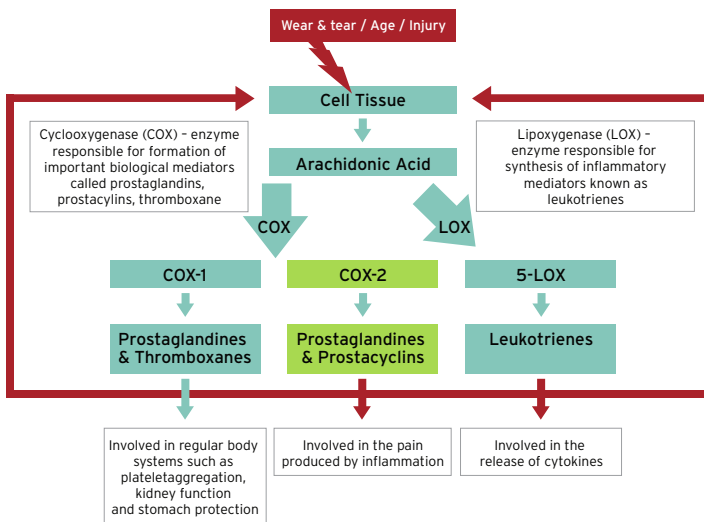 Wear & tear / Age / Injury
Cell Tissue
Cyclooxygenase (COX) – enzyme
responsible for formation of
important biological mediators
called prostaglandins,
prostacylins, thromboxane
Lipoxygenase (LOX) –
enzyme responsible for
synthesis of inflammatory
mediators known as
leukotrienes
Arachidonic Acid
COX
LOX
COX-1
COX-2
5-LOX
Prostaglandines
& Thromboxanes
Prostaglandines
& Prostacyclins
Leukotrienes
Involved in regular body
systems such as
plateletaggregation,
kidney function
and stomach protection
Involved in the pain
produced by inflammation
Involved in the
release of cytokines